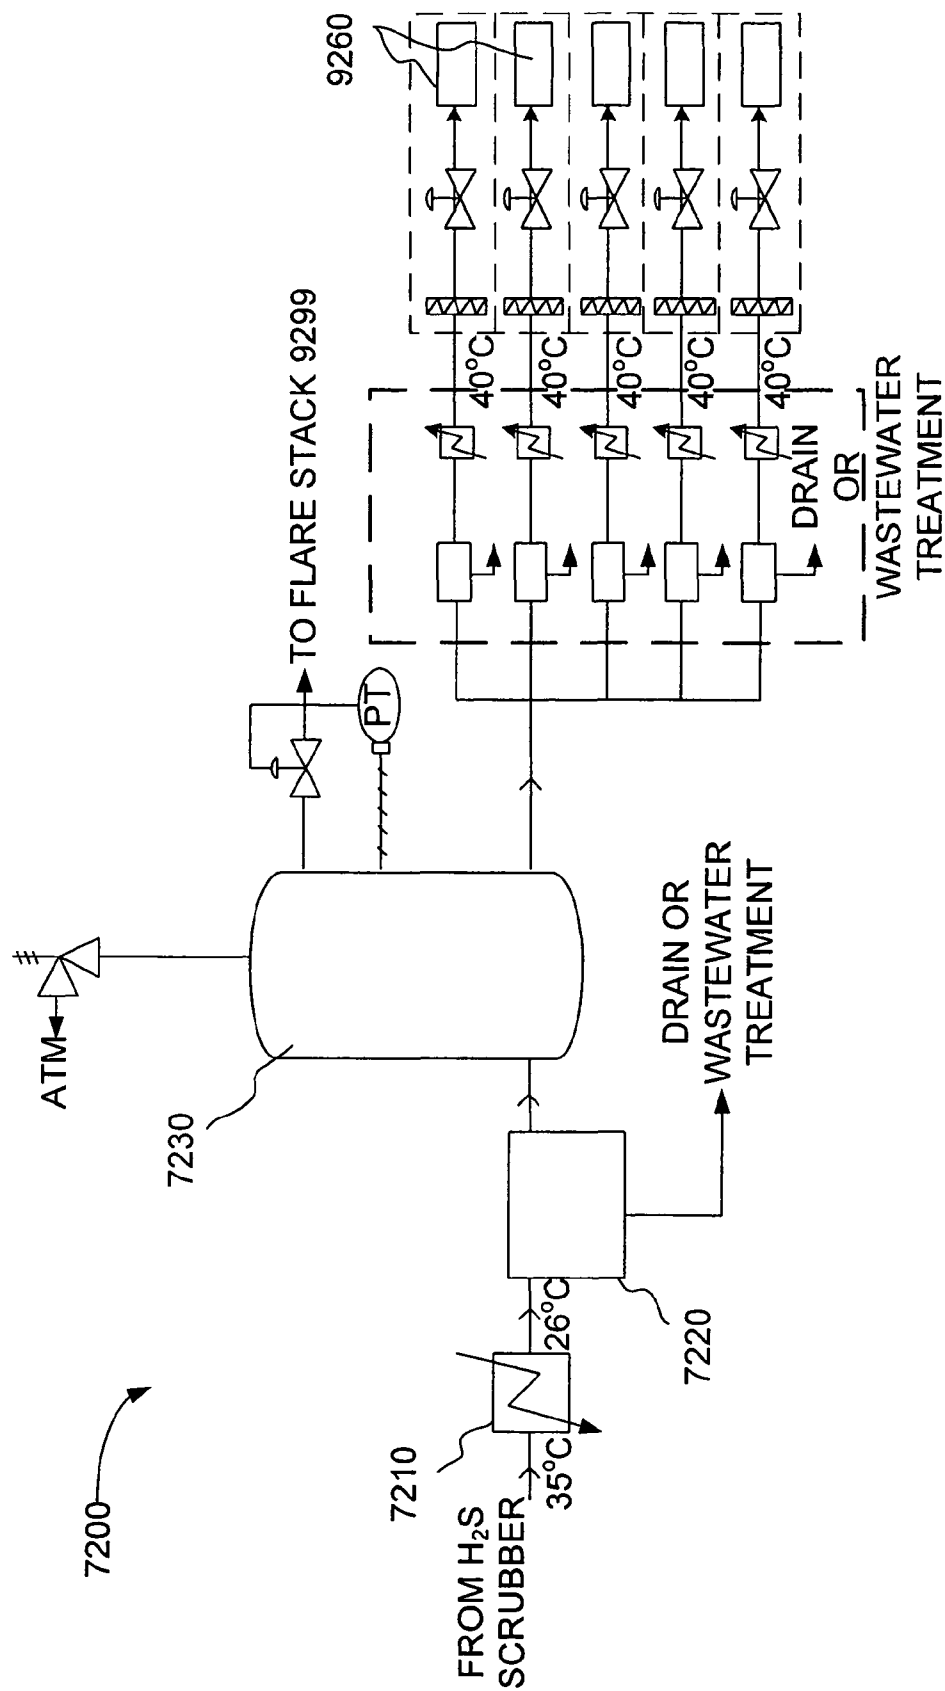 7200
FROM H2S
SCRUBBER
35°C
7210
26°C
7220
DRAIN OR
WASTEWATER
TREATMENT
7230
ATM
PT
TO FLARE STACK 9299
40°C
40°C
40°C
40°C
40°C
DRAIN
OR
WASTEWATER
TREATMENT
9260